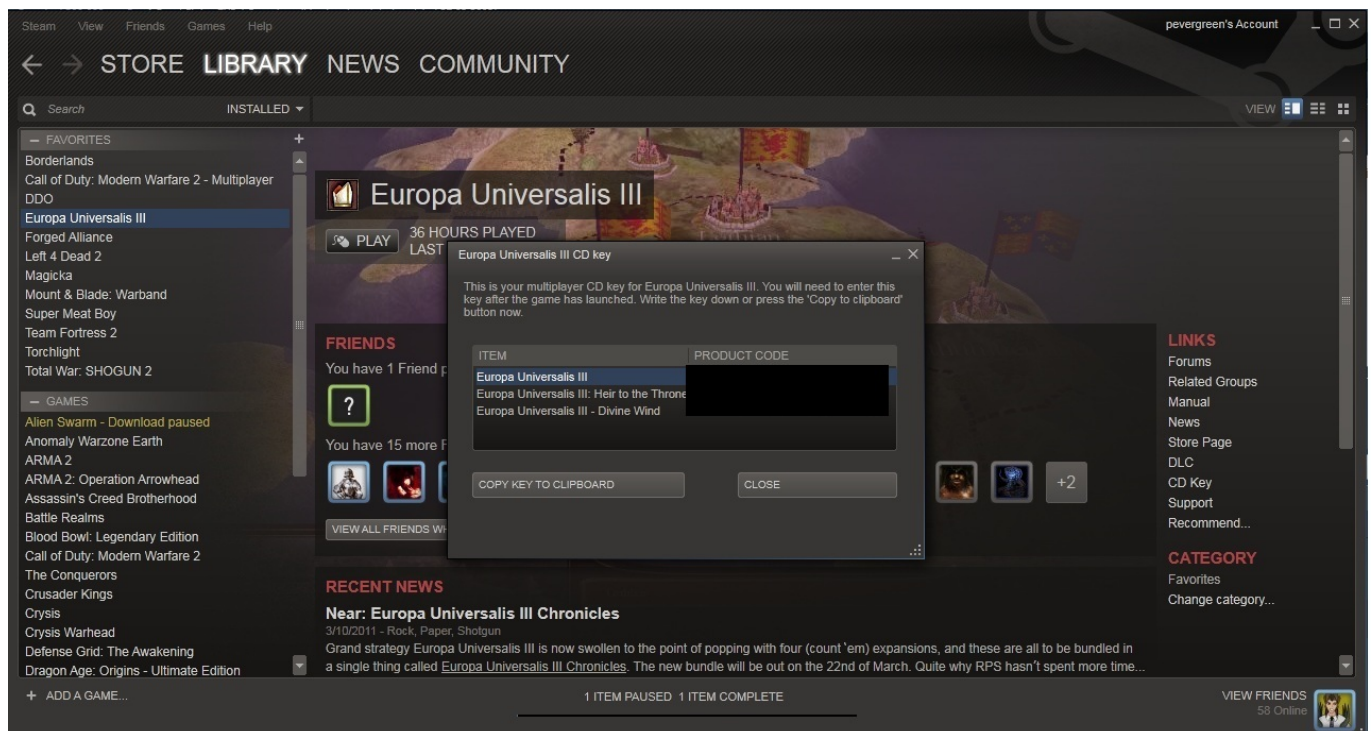 Steam View Friends Games Help
pevergreen's Account
STORE LIBRARY NEWS COMMUNITY
Search INSTALLED
VIEW
FAVORITES
Borderlands
Call of Duty: Modern Warfare 2 - Multiplayer
DDO
Europa Universalis III
Forged Alliance
Left 4 Dead 2
Magicka
Mount & Blade: Warband
Super Meat Boy
Team Fortress 2
Torchlight
Total War: SHOGUN 2
GAMES
Alien Swarm - Download paused
Anomaly Warzone Earth
ARMA 2
ARMA 2: Operation Arrowhead
Assassin's Creed Brotherhood
Battle Realms
Blood Bowl: Legendary Edition
Call of Duty: Modern Warfare 2
The Conquerors
Crusader Kings
Crysis
Crysis Warhead
Defense Grid: The Awakening
Dragon Age: Origins - Ultimate Edition
+ ADD A GAME...
Europa Universalis III
PLAY
36 HOURS PLAYED
LAST
Europa Universalis III CD key
This is your multiplayer CD key for Europa Universalis III. You will need to enter this
key after the game has launched. Write the key down or press the 'Copy to clipboard'
button now.
ITEM PRODUCT CODE
Europa Universalis III
Europa Universalis III: Heir to the Throne
Europa Universalis III - Divine Wind
COPY KEY TO CLIPBOARD
CLOSE
FRIENDS
You have 1 Friend
?
You have 15 more
+2
VIEW ALL FRIENDS
RECENT NEWS
Near: Europa Universalis III Chronicles
3/10/2011 - Rock, Paper, Shotgun
Grand strategy Europa Universalis III is now swollen to the point of popping with four (count 'em) expansions, and these are all to be bundled in
a single thing called Europa Universalis III Chronicles. The new bundle will be out on the 22nd of March. Quite why RPS hasn't spent more time...
LINKS
Forums
Related Groups
Manual
News
Store Page
DLC
CD Key
Support
Recommend...
CATEGORY
Favorites
Change category...
1 ITEM PAUSED 1 ITEM COMPLETE
VIEW FRIENDS
58 Online